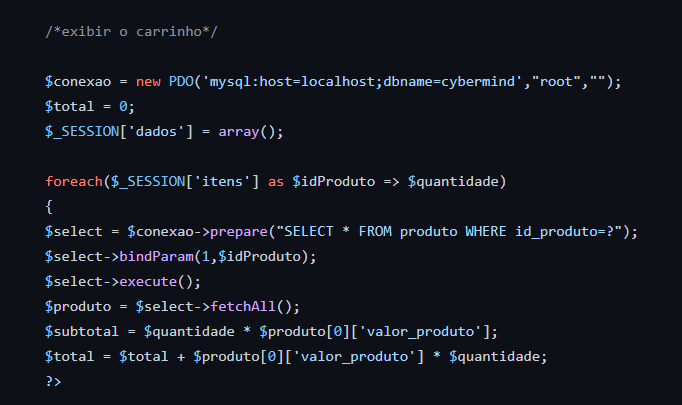 /*exibir o carrinho*/
$conexao = new PDO('mysql:host=localhost;dbname=cybermind',"root","");
$total = 0;
$_SESSION['dados'] = array();
foreach($_SESSION['itens'] as $idProduto => $quantidade)
{
$select = $conexao->prepare("SELECT * FROM produto WHERE id_produto=?");
$select->bindParam(1,$idProduto);
$select->execute();
$produto = $select->fetchAll();
$subtotal = $quantidade * $produto[0]['valor_produto'];
$total = $total + $produto[0]['valor_produto'] * $quantidade;
?>